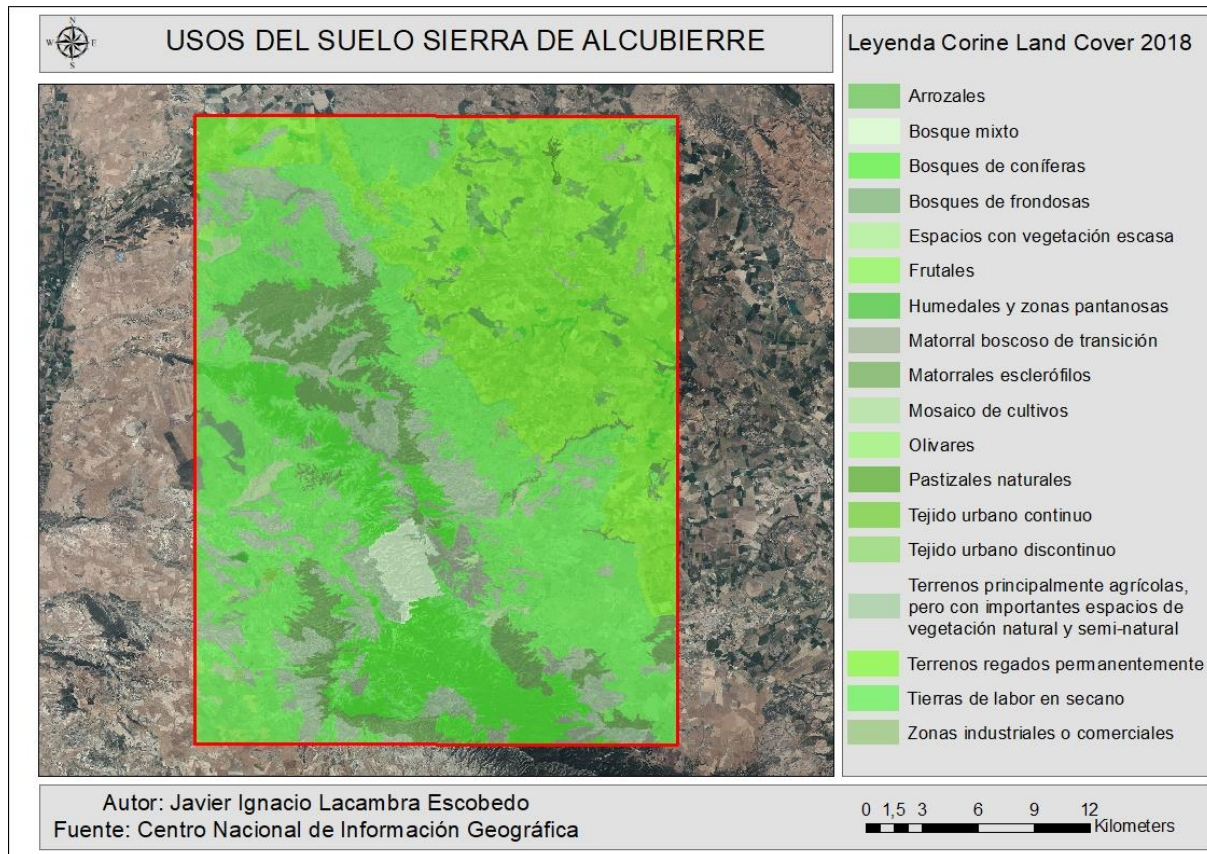 N
W E
S
USOS DEL SUELO SIERRA DE ALCUBIERRE
Leyenda Corine Land Cover 2018
Arrozales
Bosque mixto
Bosques de coníferas
Bosques de frondosas
Espacios con vegetación escasa
Frutales
Humedales y zonas pantanosas
Matorral boscoso de transición
Matorrales esclerófilos
Mosaico de cultivos
Olivares
Pastizales naturales
Tejido urbano continuo
Tejido urbano discontinuo
Terrenos principalmente agrícolas,
pero con importantes espacios de
vegetación natural y semi-natural
Terrenos regados permanentemente
Tierras de labor en secano
Zonas industriales o comerciales
Autor: Javier Ignacio Lacambra Escobedo
Fuente: Centro Nacional de Información Geográfica
0 1,5 3 6 9 12
Kilometers